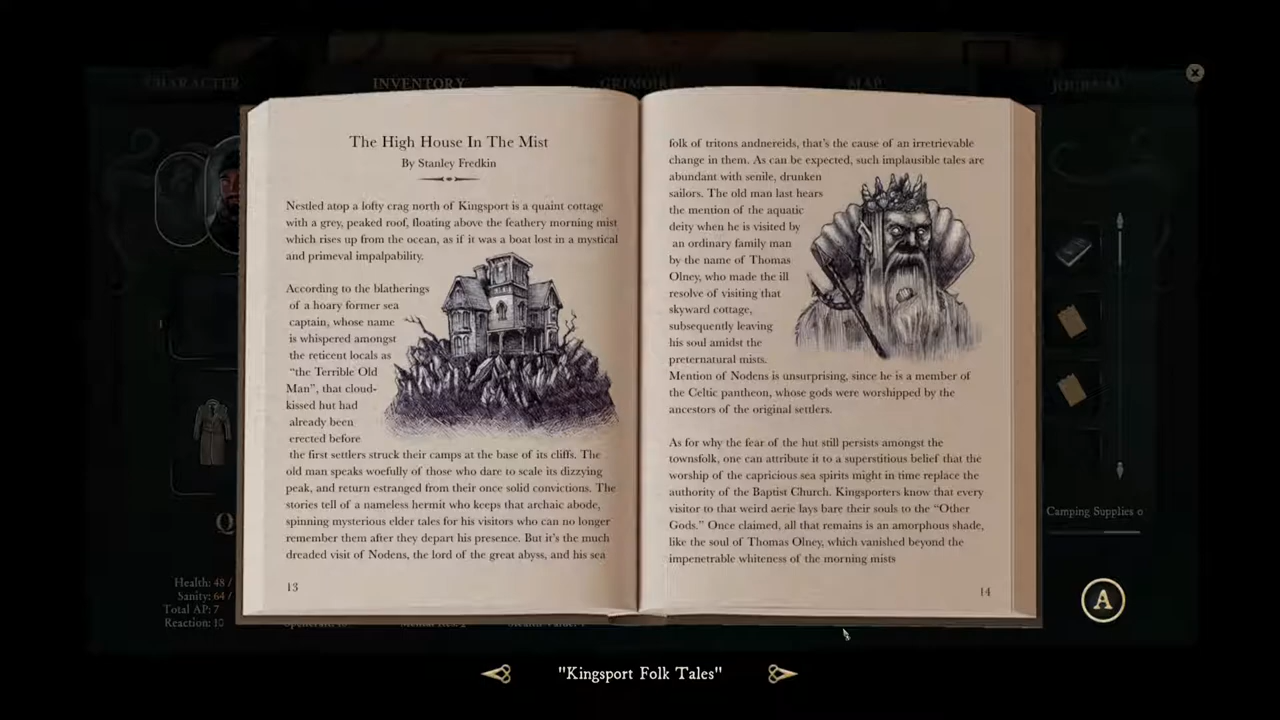 CHARACTER
INVENTORY
GRIMOIRE
MAP
JOURNAL
The High House In The Mist
By Stanley Fredkin
Nestled atop a lofty crag north of Kingsport is a quaint cottage
with a grey, peaked roof, floating above the feathery morning mist
which rises up from the ocean, as if it was a boat lost in a mystical
and primeval impalpability.
According to the blatherings
of a hoary former sea
captain, whose name
is whispered amongst
the reticent locals as
“the Terrible Old
Man”, that cloud-
kissed hut had
already been
erected before
the first settlers struck their camps at the base of its cliffs. The
old man speaks woefully of those who dare to scale its dizzying
peak, and return estranged from their once solid convictions. The
stories tell of a nameless hermit who keeps that archaic abode,
spinning mysterious elder tales for his visitors who can no longer
remember them after they depart his presence. But it's the much
dreaded visit of Nodens, the lord of the great abyss, and his sea
13
folk of tritons andnereids, that's the cause of an irretrievable
change in them. As can be expected, such implausible tales are
abundant with senile, drunken
sailors. The old man last hears
the mention of the aquatic
deity when he is visited by
an ordinary family man
by the name of Thomas
Olney, who made the ill
resolve of visiting that
skyward cottage,
subsequently leaving
his soul amidst the
preternatural mists.
Mention of Nodens is unsurprising, since he is a member of
the Celtic pantheon, whose gods were worshipped by the
ancestors of the original settlers.
As for why the fear of the hut still persists amongst the
townsfolk, one can attribute it to a superstitious belief that the
worship of the capricious sea spirits might in time replace the
authority of the Baptist Church. Kingsporters know that every
visitor to that weird aerie lays bare their souls to the “Other
Gods.” Once claimed, all that remains is an amorphous shade,
like the soul of Thomas Olney, which vanished beyond the
impenetrable whiteness of the morning mists
14
Camping Supplies 0
A
Q
Health: 48 /
Sanity: 64 /
Total AP: 7
Reaction: 10
"Kingsport Folk Tales"